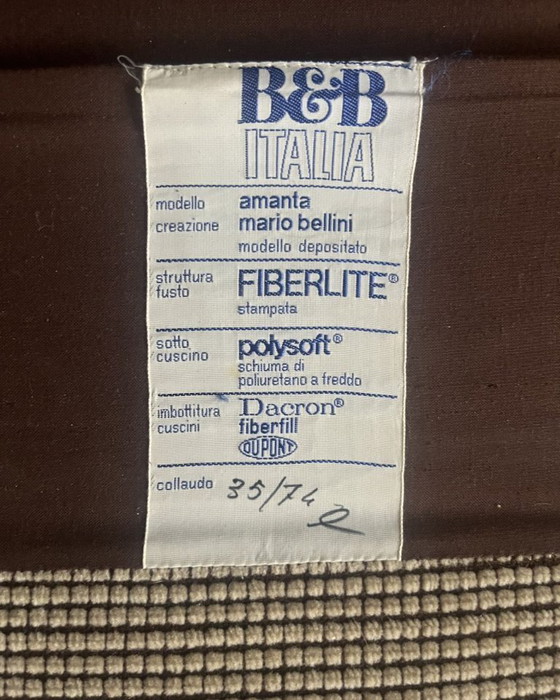 B&B
ITALIA
modello amanta
creazione mario bellini
modello depositato
struttura fusto FIBERLITE®
stampata
sotto cuscino polysoft®
schiuma di
poliuretano a freddo
imbottitura cuscini Dacron®
fiberfill
DUPONT
collaudo 35/74